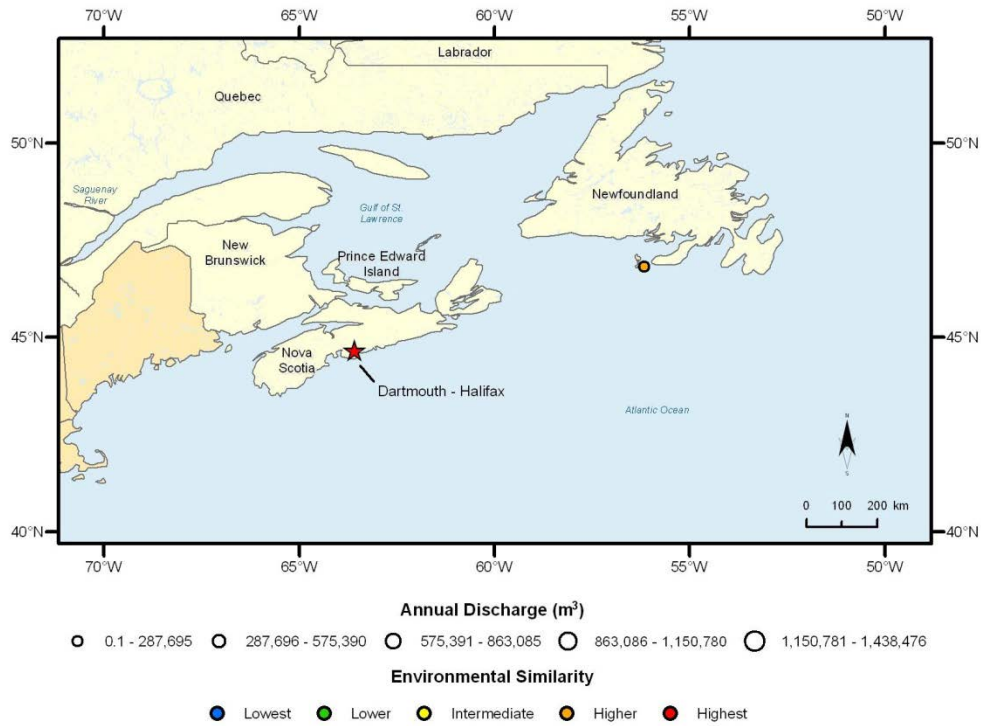 70°W 65°W 60°W 55°W 50°W
Labrador
Quebec
50°N 50°N
Newfoundland
Saguenay
River
Gulf of St.
Lawrence
New
Brunswick
Prince Edward
Island
45°N 45°N
Nova
Scotia
Dartmouth - Halifax
Atlantic Ocean
N
S
0 100 200 km
40°N 40°N
70°W 65°W 60°W 55°W 50°W
Annual Discharge (m³)
0.1 - 287,695 287,696 - 575,390 575,391 - 863,085 863,086 - 1,150,780 1,150,781 - 1,438,476
Environmental Similarity
Lowest Lower Intermediate Higher Highest